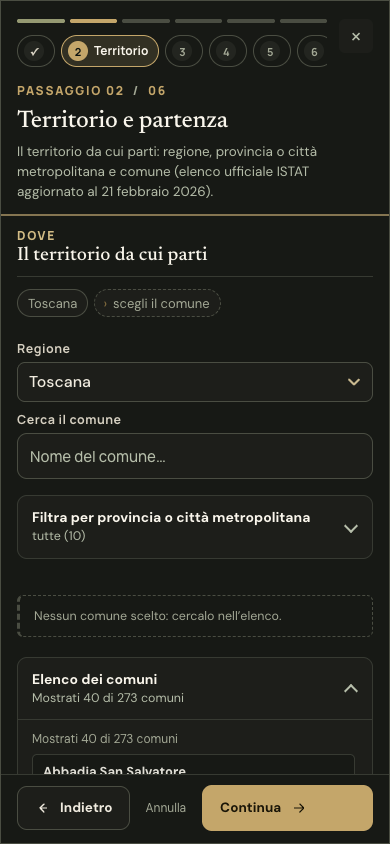 ✓
2 Territorio
3
4
5
6
×
PASSAGGIO 02 / 06
Territorio e partenza
Il territorio da cui parti: regione, provincia o città
metropolitana e comune (elenco ufficiale ISTAT
aggiornato al 21 febbraio 2026).
DOVE
Il territorio da cui parti
Toscana
› scegli il comune
Regione
Toscana
Cerca il comune
Nome del comune…
Filtra per provincia o città metropolitana
tutte (10)
Nessun comune scelto: cercalo nell’elenco.
Elenco dei comuni
Mostrati 40 di 273 comuni
Mostrati 40 di 273 comuni
Abbadia San Salvatore
← Indietro
Annulla
Continua →